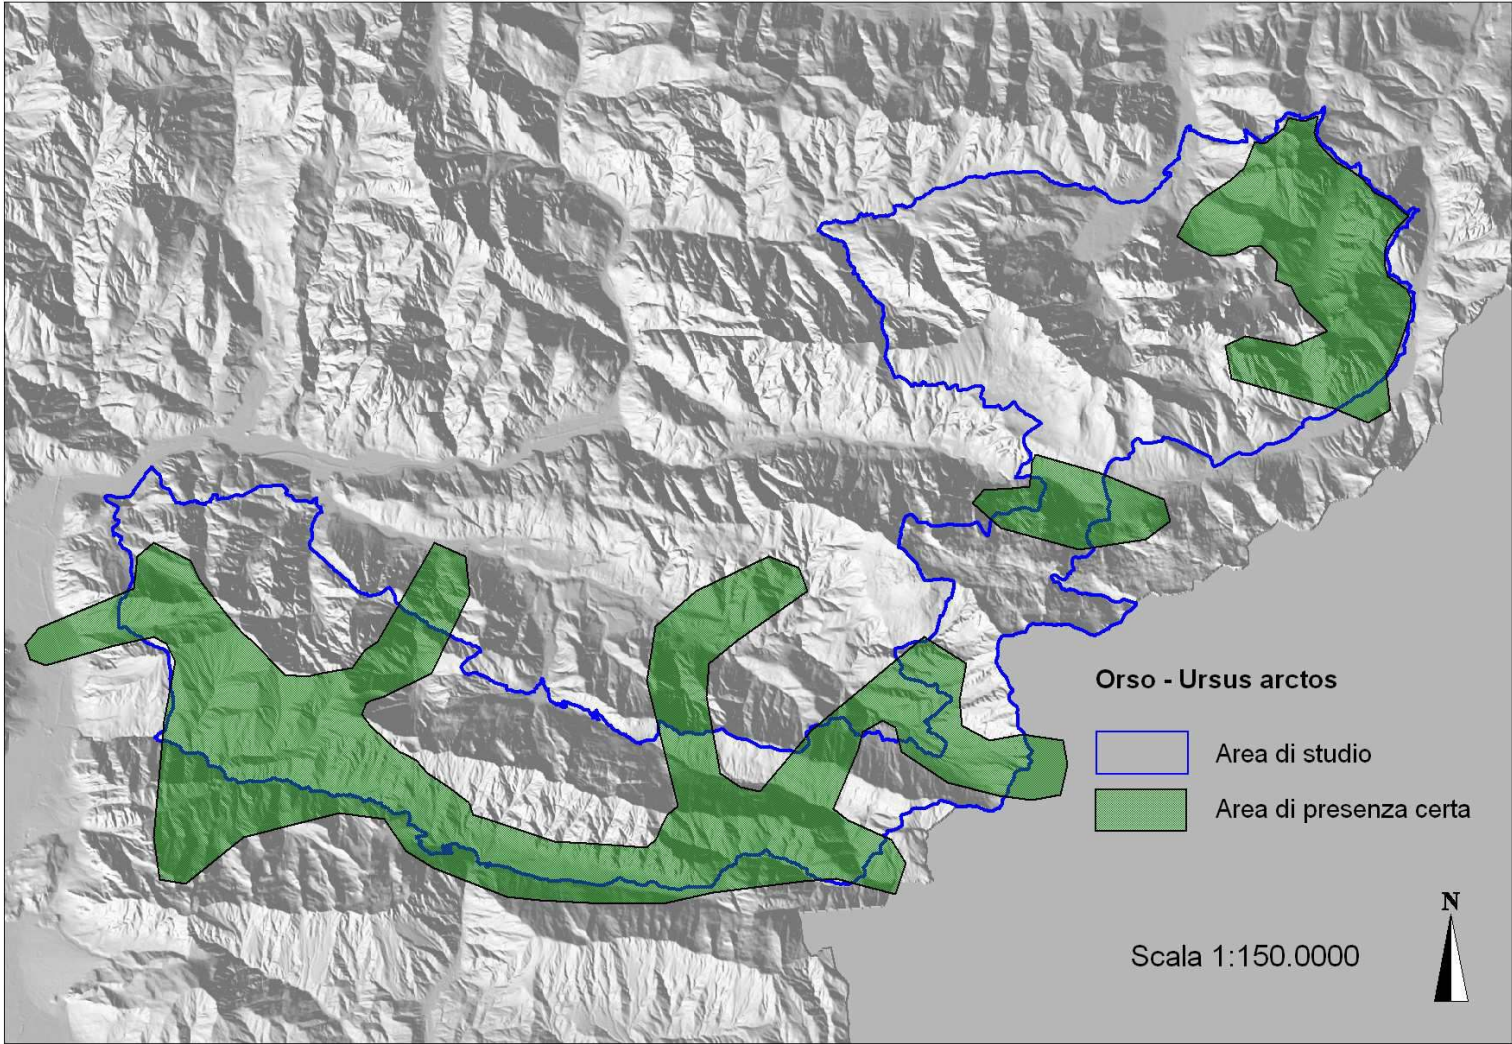 Orso - Ursus arctos
Area di studio
Area di presenza certa
N
Scala 1:150.0000